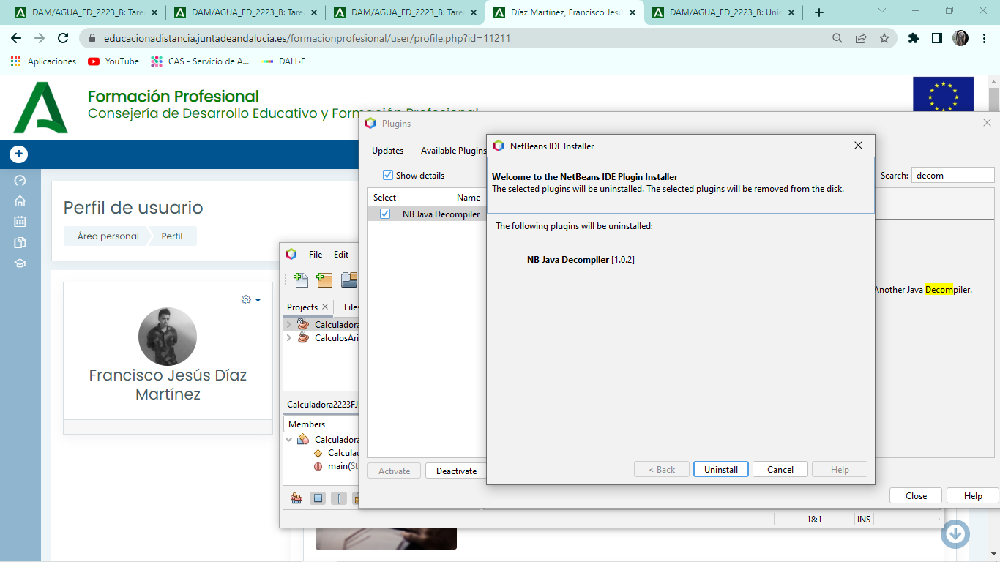 DAM/AGUA_ED_2223_B: Tare
DAM/AGUA_ED_2223_B: Tare
DAM/AGUA_ED_2223_B: Tare
Díaz Martínez, Francisco Jesú
DAM/AGUA_ED_2223_B: Unid
educacionadistancia.juntadeandalucia.es/formacionprofesional/user/profile.php?id=11211
Aplicaciones
YouTube
CAS - Servicio de A...
DALL·E
Formación Profesional
Consejería de Desarrollo Educativo y Formación Profesional
Perfil de usuario
Área personal
Perfil
Francisco Jesús Díaz
Martínez
File
Edit
Projects
Files
Calculadora
CalculosAri
Calculadora2223FJ
Members
Calculadora
Calculad
main(St
18:1
INS
Plugins
Updates
Available Plugins
Show details
Search:
decom
Select
Name
NB Java Decompiler
Another Java Decompiler.
Activate
Deactivate
Close
Help
NetBeans IDE Installer
Welcome to the NetBeans IDE Plugin Installer
The selected plugins will be uninstalled. The selected plugins will be removed from the disk.
The following plugins will be uninstalled:
NB Java Decompiler [1.0.2]
< Back
Uninstall
Cancel
Help